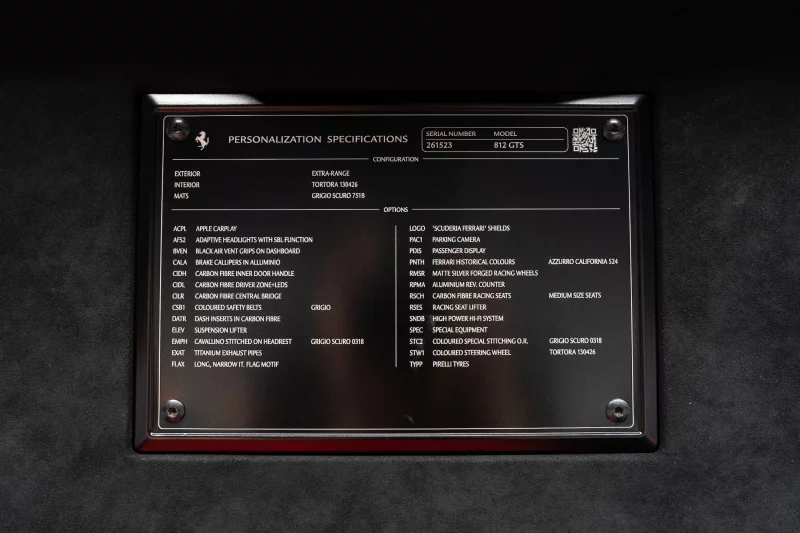 PERSONALIZATION SPECIFICATIONS
SERIAL NUMBER MODEL
261523 812 GTS
CONFIGURATION
EXTERIOR EXTRA-RANGE
INTERIOR TORTORA 130426
MATS GRIGIO SCURO 751B
OPTIONS
ACPL APPLE CARPLAY
AFS2 ADAPTIVE HEADLIGHTS WITH SBL FUNCTION
BVEN BLACK AIR VENT GRIPS ON DASHBOARD
CALA BRAKE CALLIPERS IN ALLUMINIO
CIDH CARBON FIBRE INNER DOOR HANDLE
CIDL CARBON FIBRE DRIVER ZONE+LEDS
CILR CARBON FIBRE CENTRAL BRIDGE
CSB1 COLOURED SAFETY BELTS GRIGIO
DATR DASH INSERTS IN CARBON FIBRE
ELEV SUSPENSION LIFTER
EMPH CAVALLINO STITCHED ON HEADREST GRIGIO SCURO 0318
EXAT TITANIUM EXHAUST PIPES
FLAX LONG, NARROW IT. FLAG MOTIF
LOGO 'SCUDERIA FERRARI' SHIELDS
PAC1 PARKING CAMERA
PDIS PASSENGER DISPLAY
PNTH FERRARI HISTORICAL COLOURS AZZURRO CALIFORNIA 524
RMSR MATTE SILVER FORGED RACING WHEELS
RPMA ALUMINIUM REV. COUNTER
RSCH CARBON FIBRE RACING SEATS MEDIUM SIZE SEATS
RSES RACING SEAT LIFTER
SNDB HIGH POWER HI-FI SYSTEM
SPEC SPECIAL EQUIPMENT
STC2 COLOURED SPECIAL STITCHING O.R. GRIGIO SCURO 0318
STW1 COLOURED STEERING WHEEL TORTORA 130426
TYPP PIRELLI TYRES